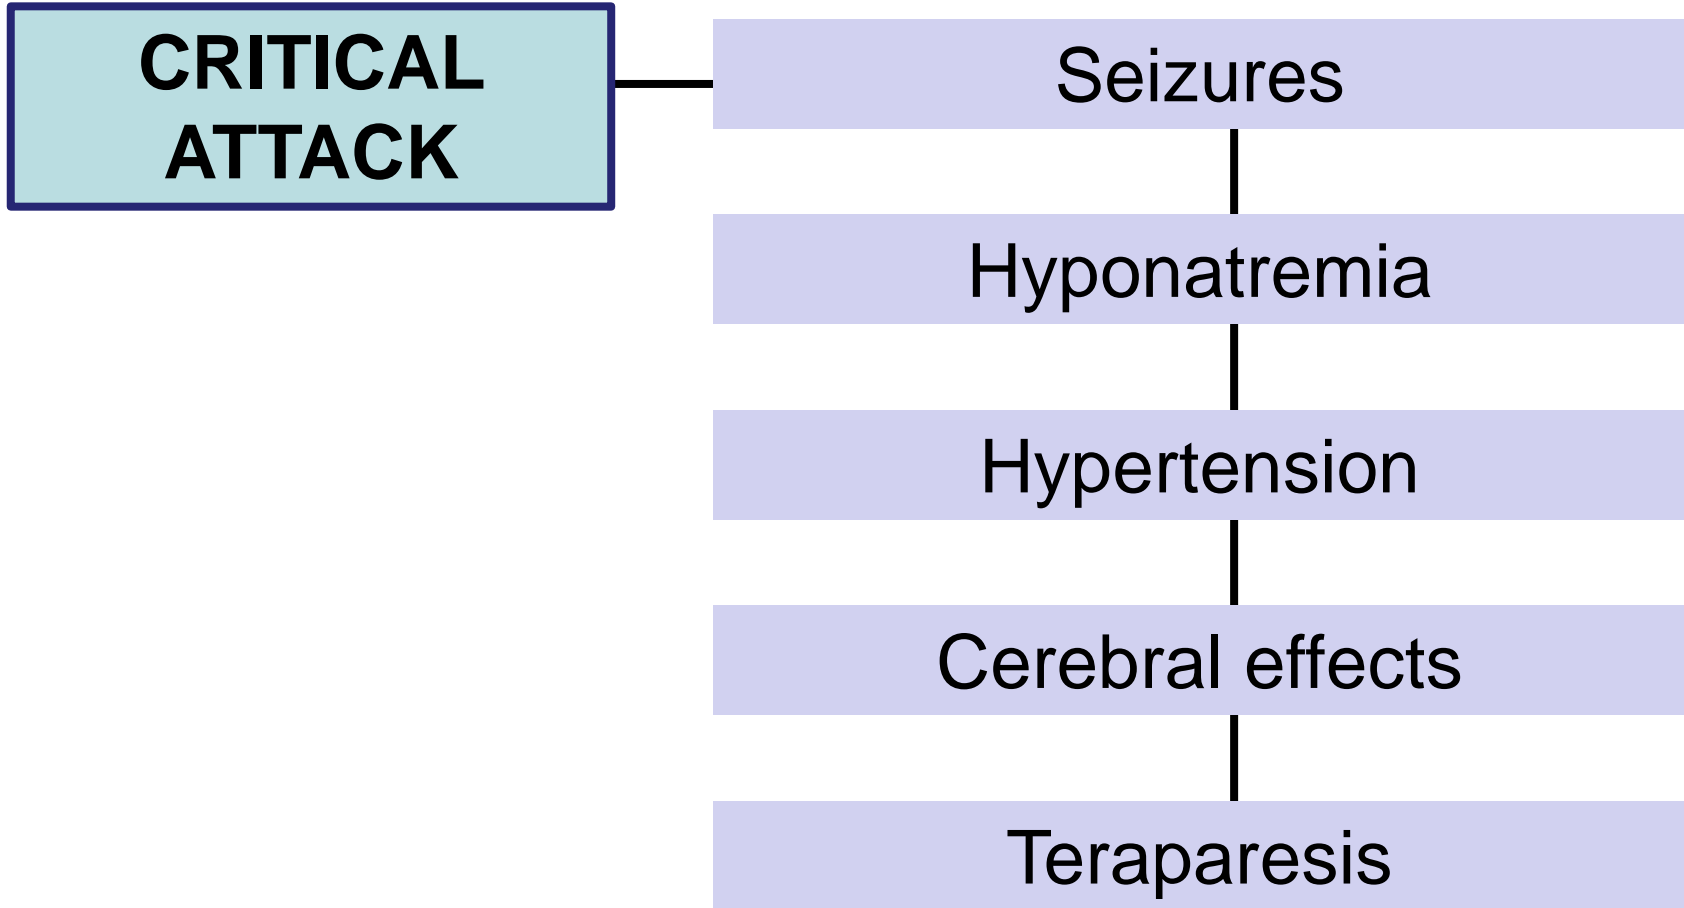 CRITICAL
ATTACK
Seizures
Hyponatremia
Hypertension
Cerebral effects
Teraparesis